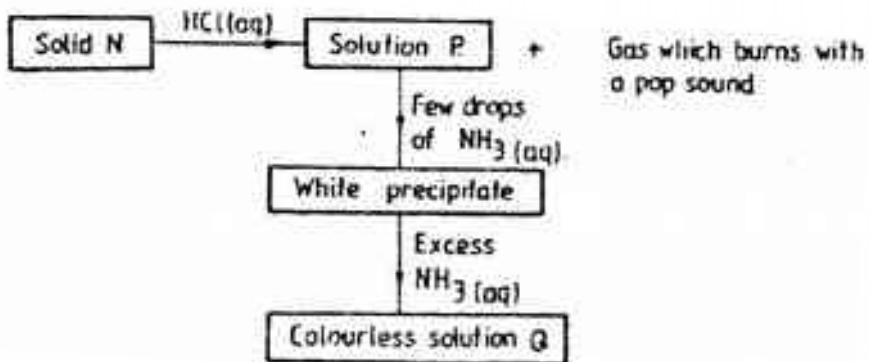 Solid N
HCl(aq)
Solution P
+
Gas which burns with
a pop sound
Few drops
of NH3(aq).
White precipitate
Excess
NH3(aq)
Colourless solution Q